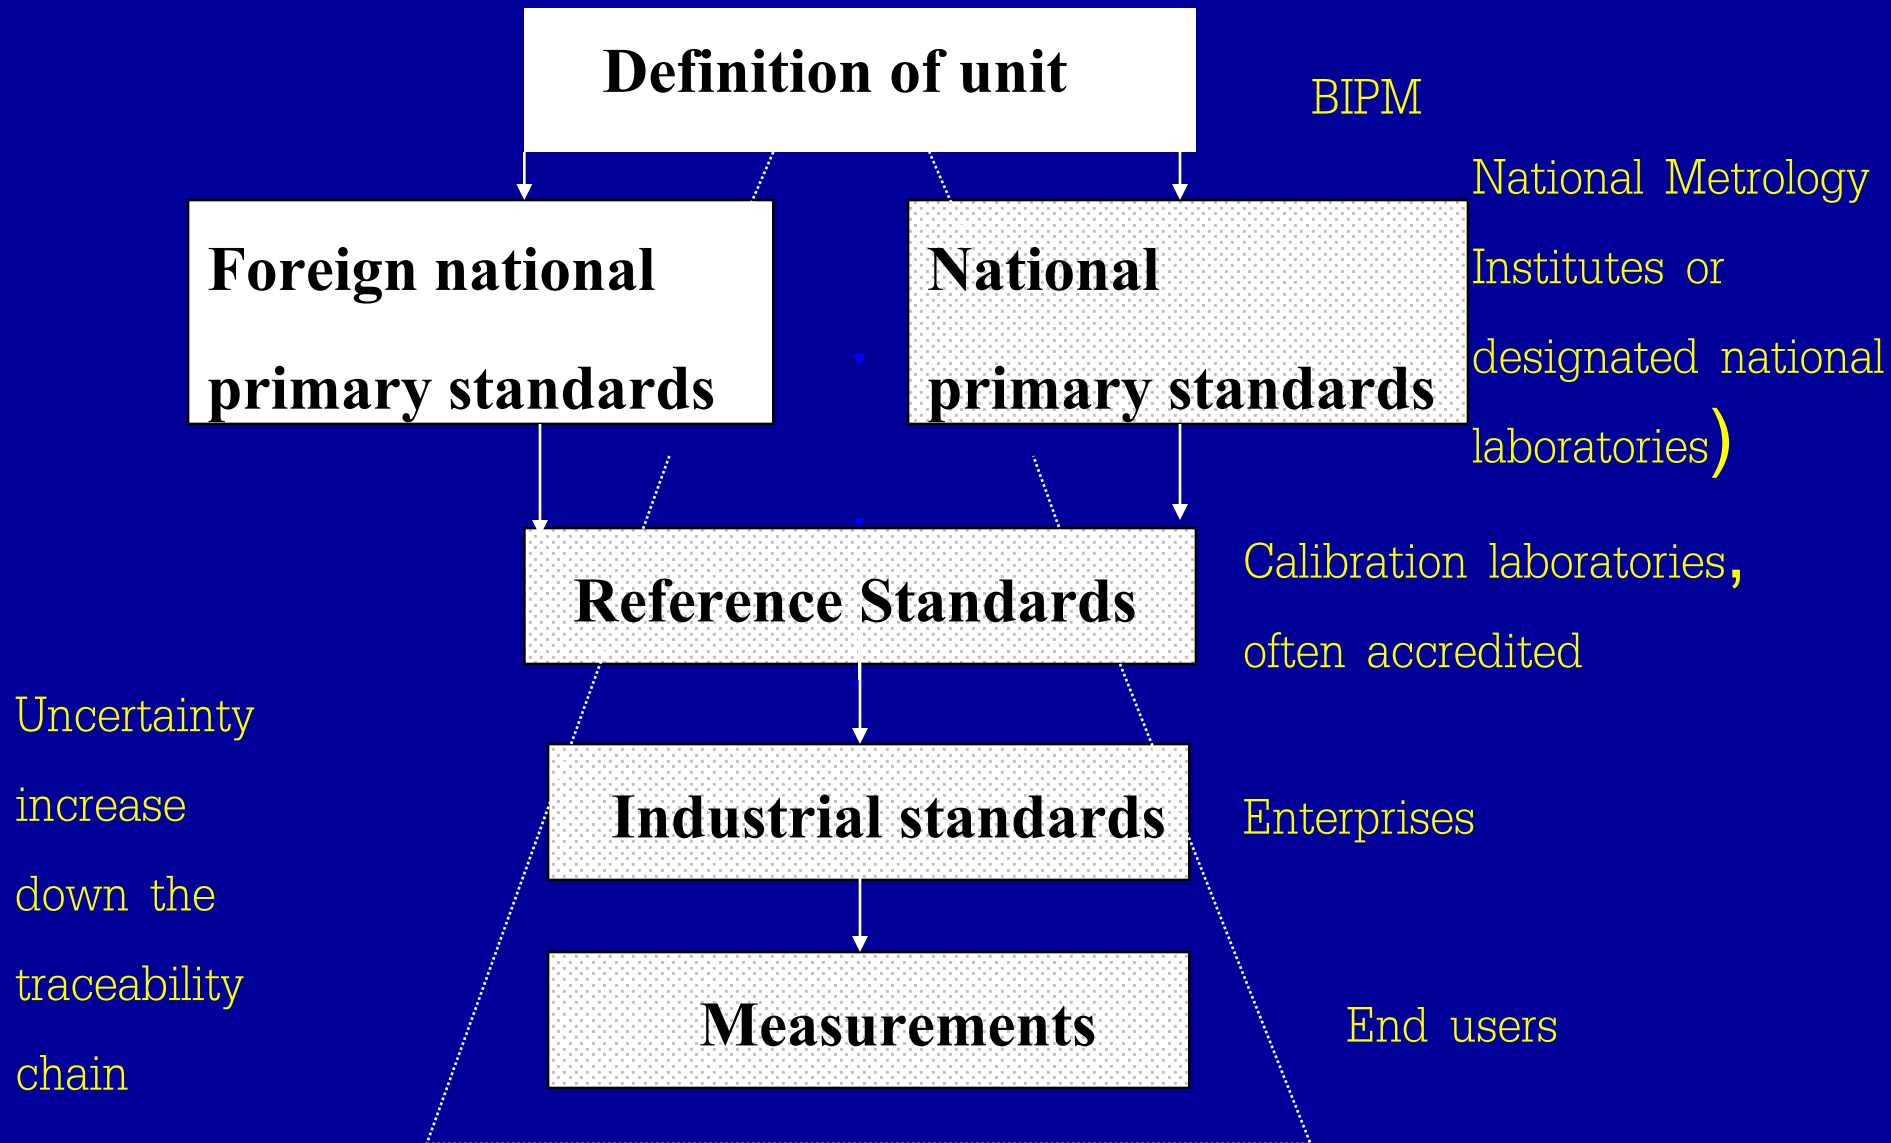 Definition of unit
BIPM
Foreign national
primary standards
National
primary standards
National Metrology
Institutes or
designated national
laboratories)
Reference Standards
Calibration laboratories,
often accredited
Uncertainty
increase
down the
traceability
chain
Industrial standards
Enterprises
Measurements
End users